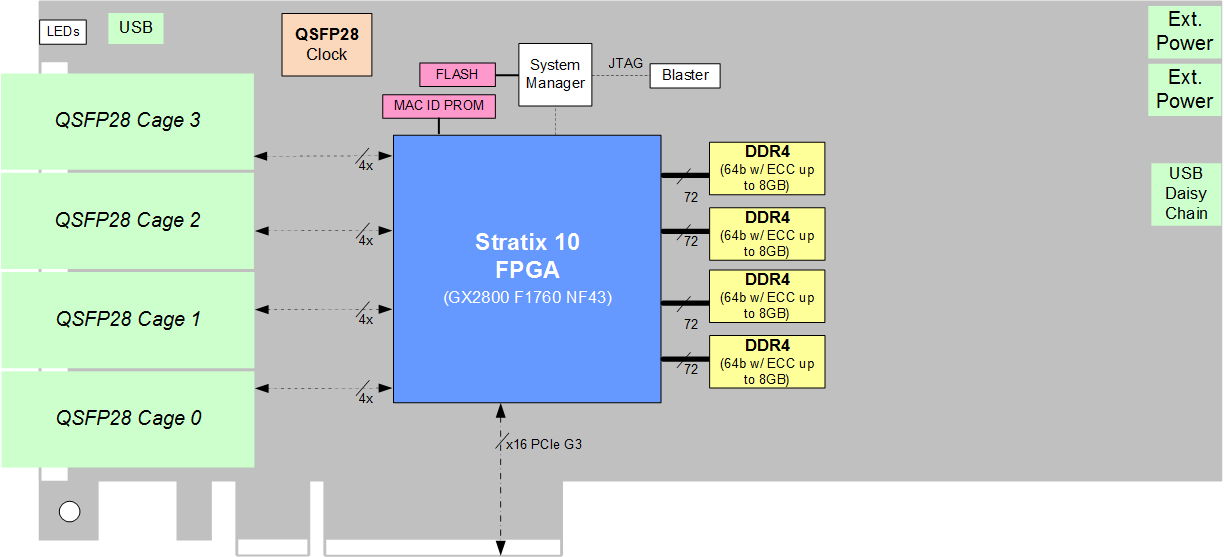 LEDs
USB
QSFP28
Clock
Ext.
Power
Ext.
Power
System
Manager
JTAG
Blaster
FLASH
MAC ID PROM
QSFP28 Cage 3
4x
QSFP28 Cage 2
4x
QSFP28 Cage 1
4x
QSFP28 Cage 0
4x
Stratix 10
FPGA
(GX2800 F1760 NF43)
72
DDR4
(64b w/ ECC up
to 8GB)
72
DDR4
(64b w/ ECC up
to 8GB)
72
DDR4
(64b w/ ECC up
to 8GB)
72
DDR4
(64b w/ ECC up
to 8GB)
USB
Daisy
Chain
x16 PCIe G3